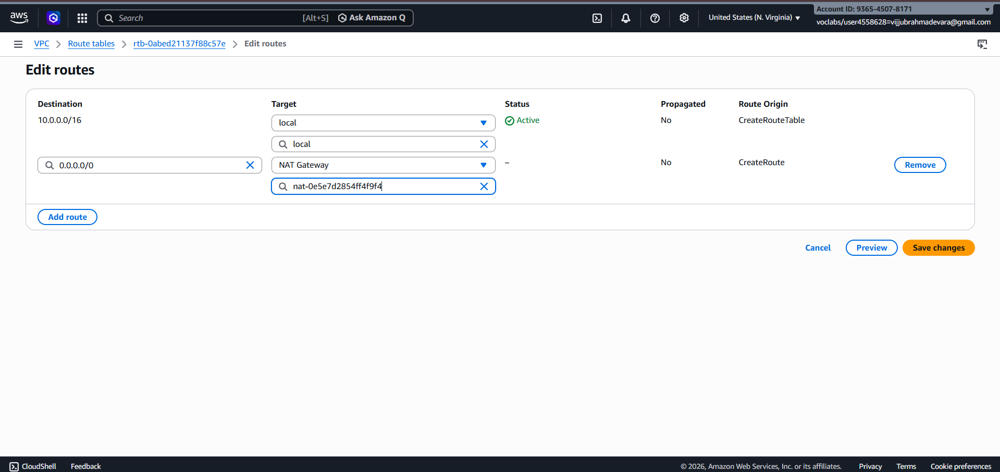 aws
Search [Alt+S] Ask Amazon Q
United States (N. Virginia)
Account ID: 9365-4507-8171
voclabs/user4558628=vijjubrahmadevara@gmail.com
VPC Route tables rtb-0abed21137f88c57e Edit routes
Edit routes
Destination Target Status Propagated Route Origin
10.0.0.0/16 local Active No CreateRouteTable
local
0.0.0.0/0 NAT Gateway – No CreateRoute Remove
nat-0e5e7d2854ff4f9f4
Add route
Cancel Preview Save changes
CloudShell Feedback © 2026, Amazon Web Services, Inc. or its affiliates. Privacy Terms Cookie preferences